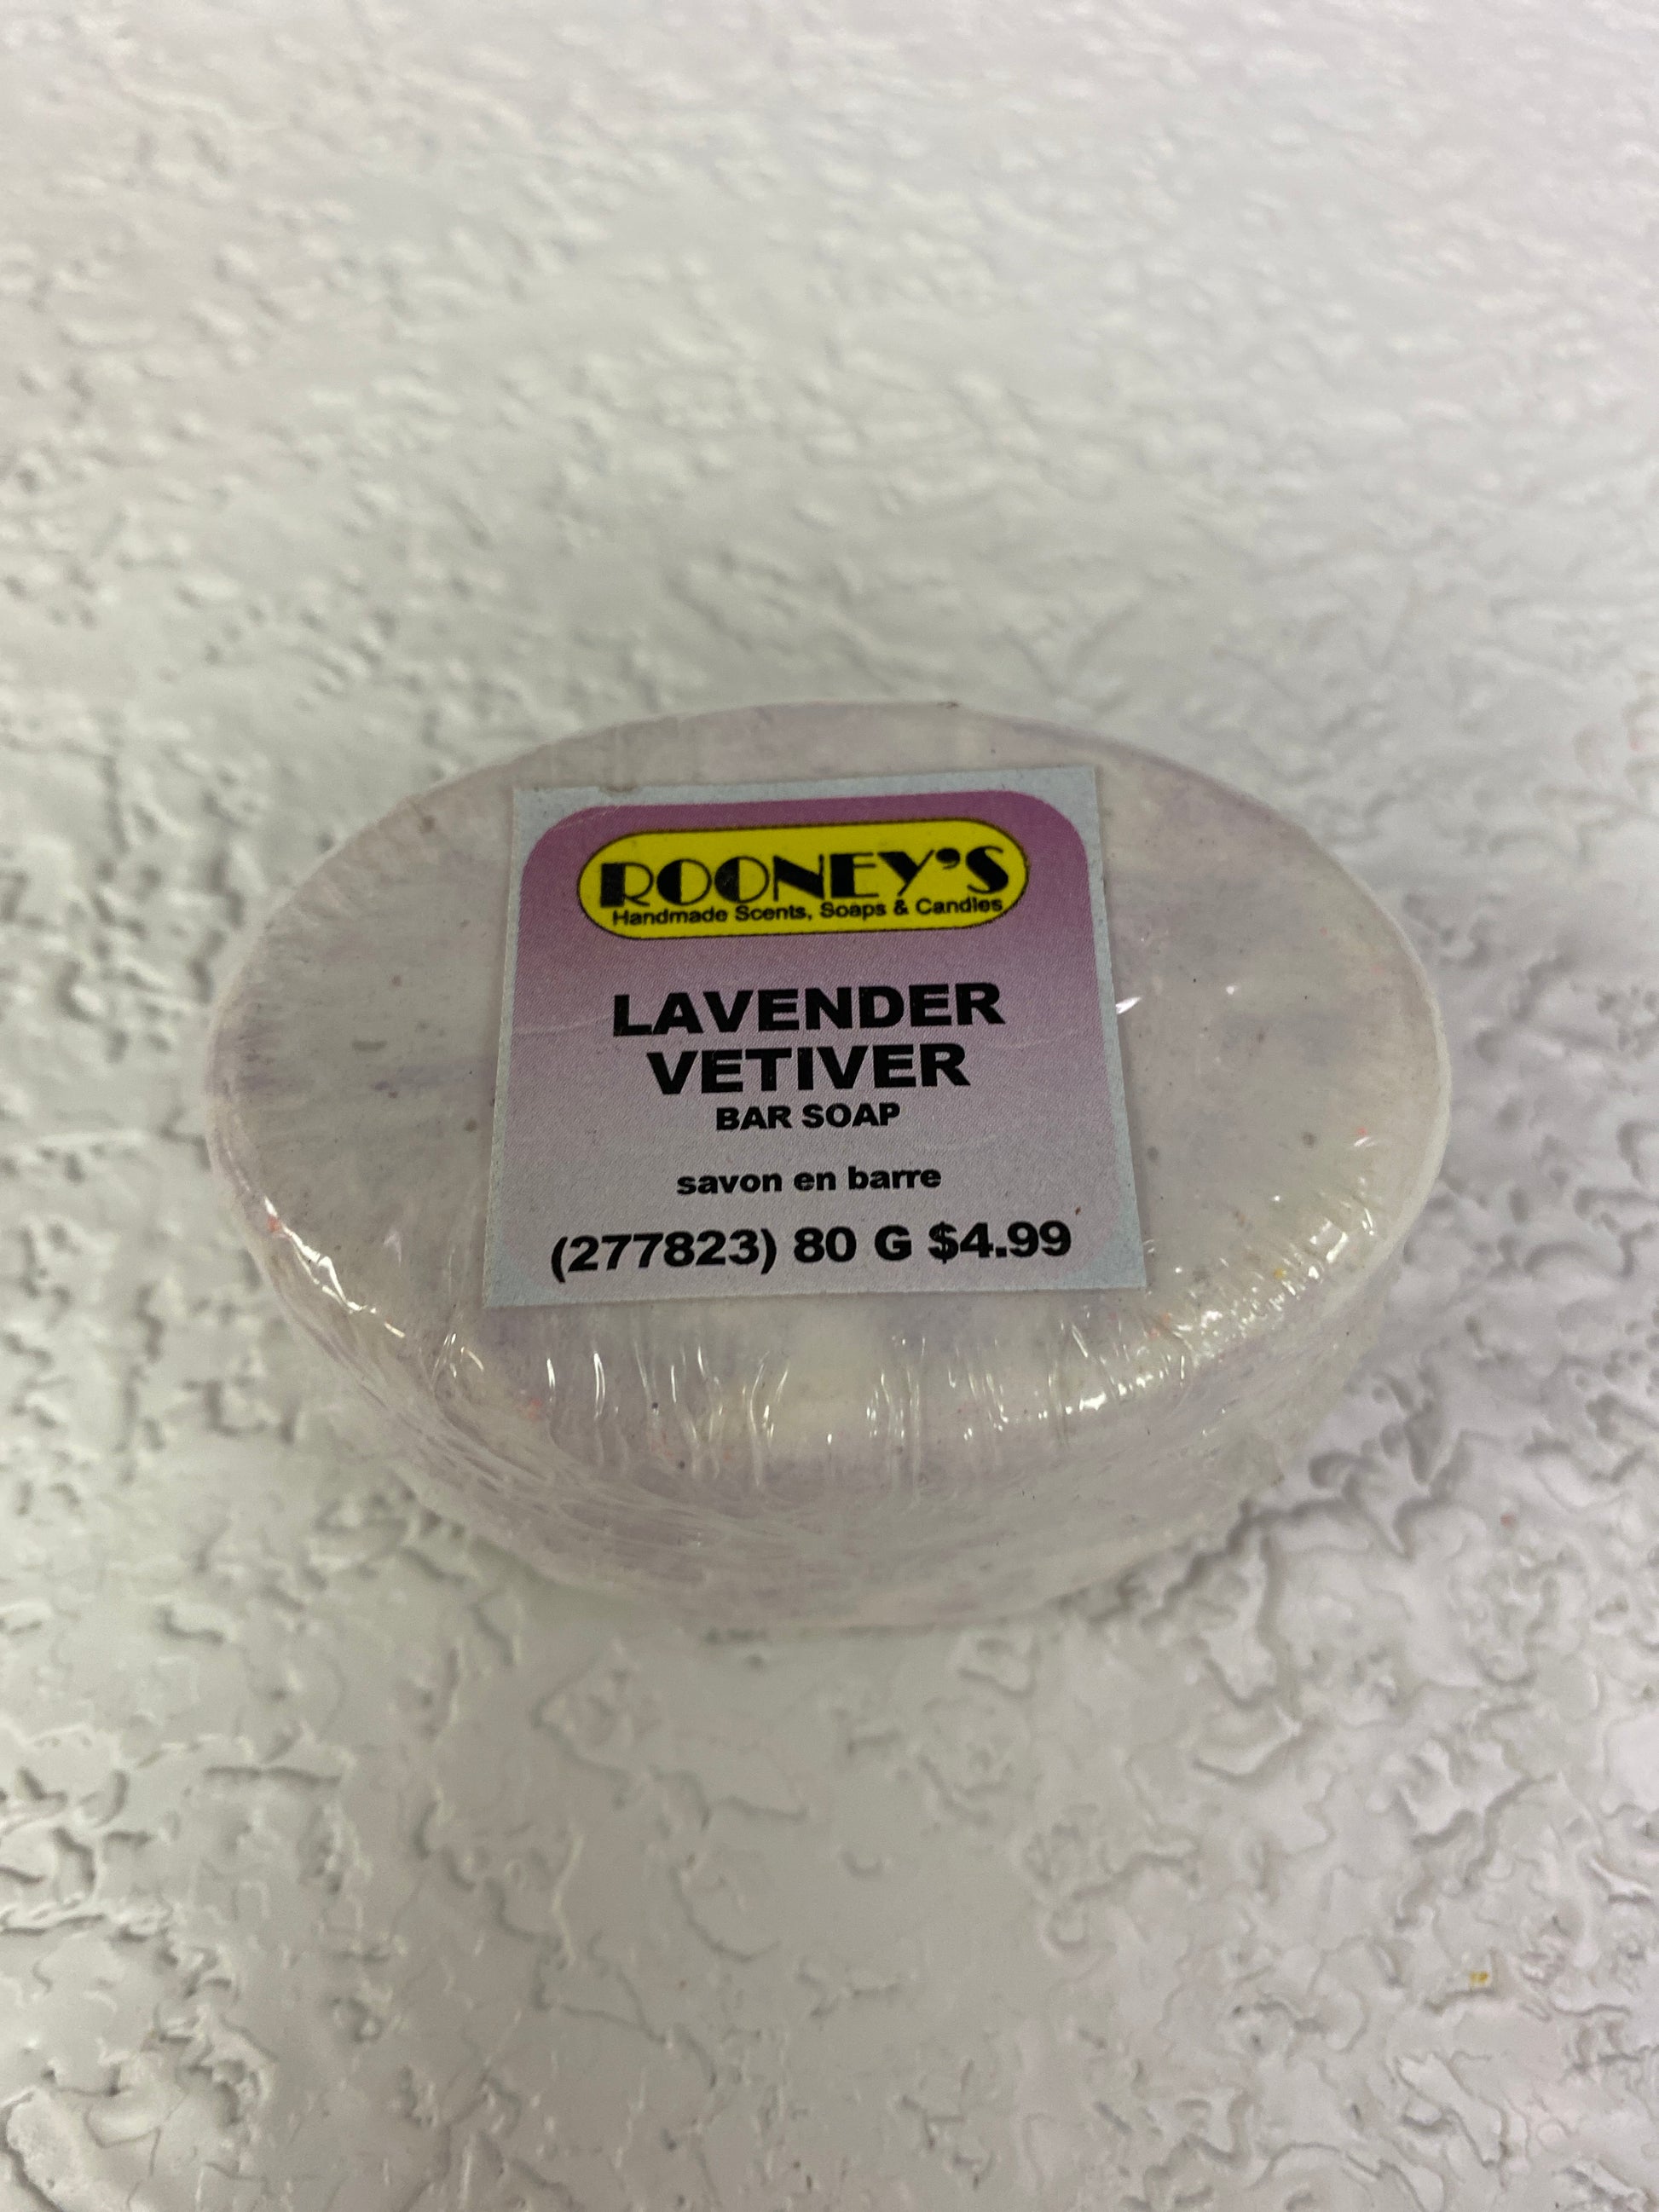 ROONEY'S
Handmade Scents, Soaps & Candles
LAVENDER
VETIVER
BAR SOAP
savon en barre
(277823) 80 G $4.99